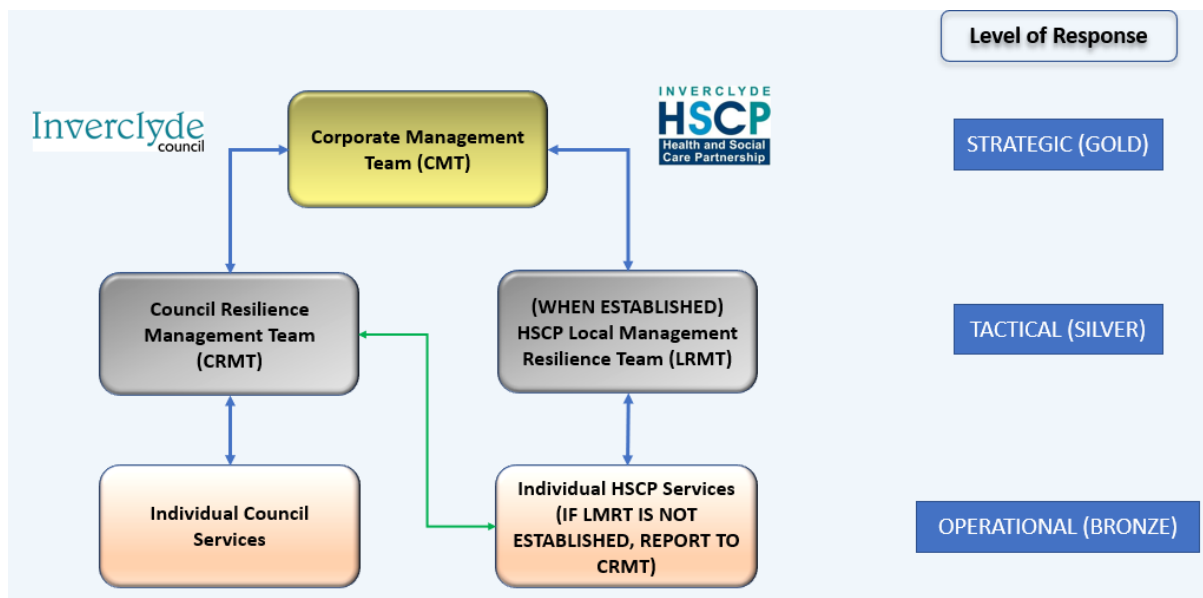 Level of Response
Inverclyde
council
Corporate Management
Team (CMT)
INVERCLYDE
HSCP
Health and Social
Care Partnership
STRATEGIC (GOLD)
Council Resilience
Management Team
(CRMT)
(WHEN ESTABLISHED)
HSCP Local Management
Resilience Team (LRMT)
TACTICAL (SILVER)
Individual Council
Services
Individual HSCP Services
(IF LMRT IS NOT
ESTABLISHED, REPORT TO
CRMT)
OPERATIONAL (BRONZE)